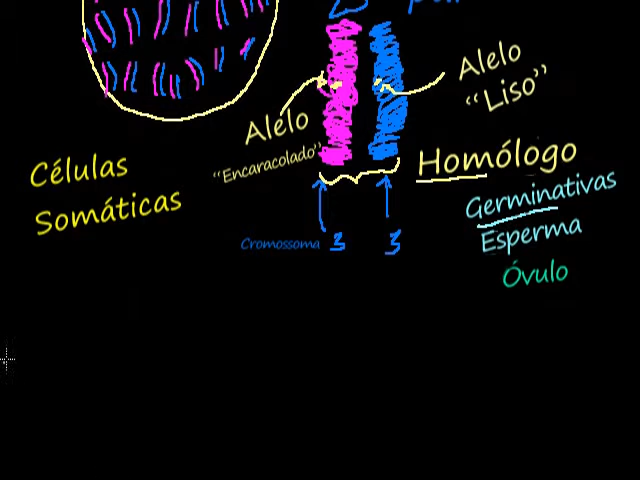 Alelo
"Liso"
Alelo
"Encaracolado"
Homólogo
Células
Somáticas
Germinativas
Esperma
Óvulo
Cromossoma 3 3